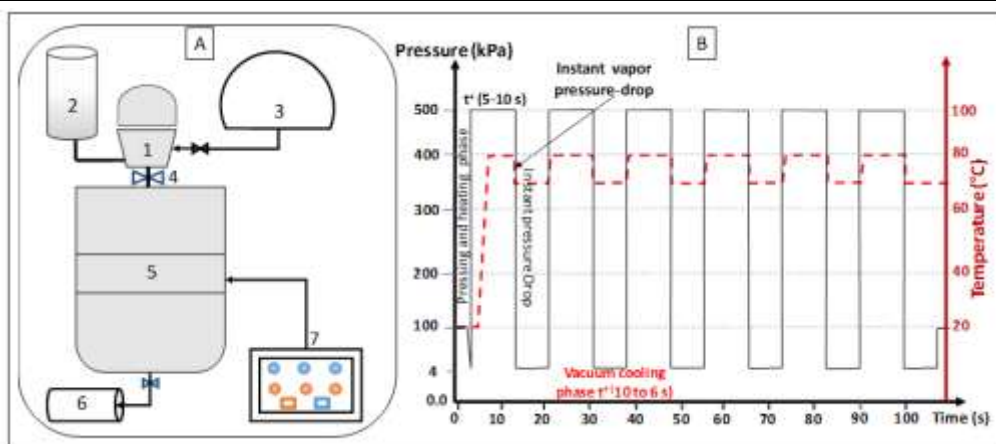 A
2
3
1
4
5
7
6
B
Pressure (kPa)
500
400
300
200
100
4
0.0
t* (5-10 s)
Instant vapor
pressure-drop
Pressing and heating phase
Instant pressure Drop
Vacuum cooling
phase t*' (10 to 6 s)
0 10 20 30 40 50 60 70 80 90 100 Time (s)
100
80
60
40
20
Temperature (°C)